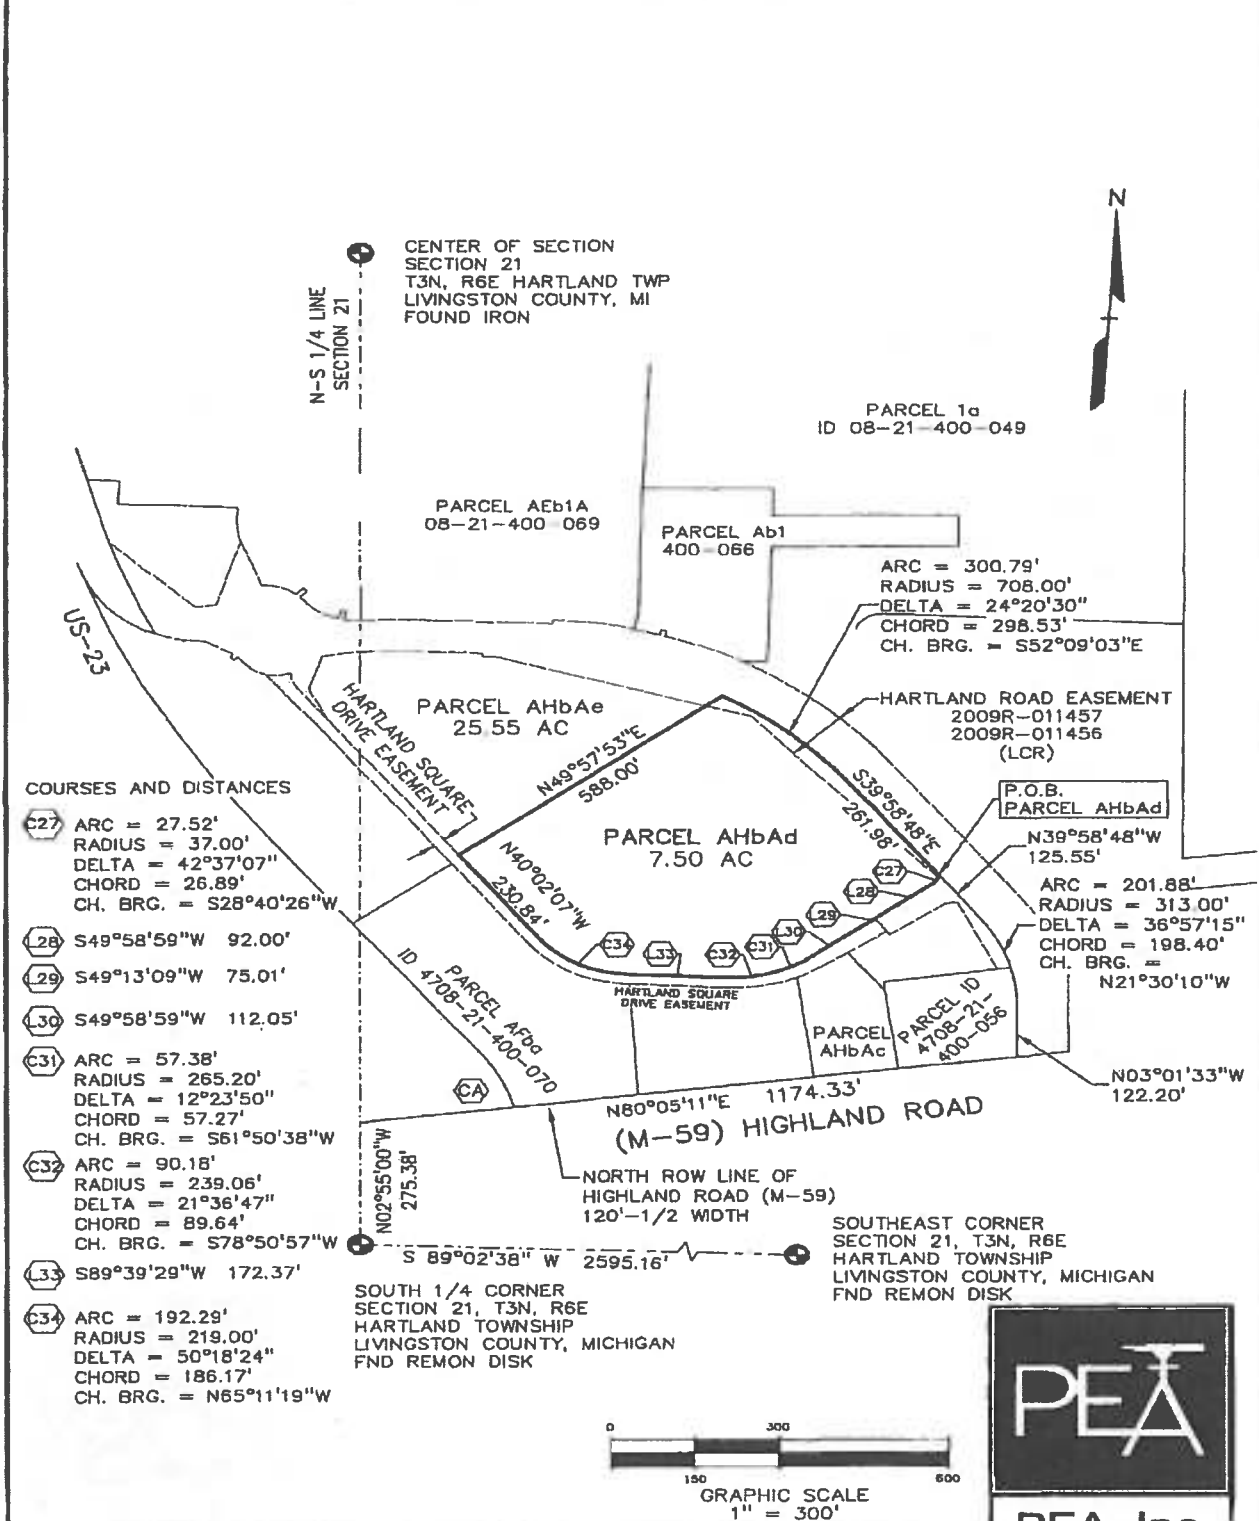 N
CENTER OF SECTION
SECTION 21
T3N, R6E HARTLAND TWP
LIVINGSTON COUNTY, MI
FOUND IRON
N-S 1/4 LINE
SECTION 21
PARCEL 1a
ID 08-21-400-049
PARCEL AEb1A
08-21-400-069
PARCEL Ab1
400-066
ARC = 300.79'
RADIUS = 708.00'
DELTA = 24°20'30"
CHORD = 298.53'
CH. BRG. = S52°09'03"E
US-23
HARTLAND SQUARE
DRIVE EASEMENT
PARCEL AHbAe
25.55 AC
HARTLAND ROAD EASEMENT
2009R-011457
2009R-011456
(LCR)
N49°57'53"E
588.00'
S39°58'48"E
261.98'
P.O.B.
PARCEL AHbAd
PARCEL AHbAd
7.50 AC
N39°58'48"W
125.55'
N40°02'07"W
230.84'
ARC = 201.88'
RADIUS = 313.00'
DELTA = 36°57'15"
CHORD = 198.40'
CH. BRG. =
N21°30'10"W
C27
L28
L29
L30
C31
C32
L33
C34
HARTLAND SQUARE
DRIVE EASEMENT
PARCEL AFba
ID 4708-21-400-070
PARCEL
AHbAc
PARCEL ID
4708-21-
400-056
CA
N03°01'33"W
122.20'
N80°05'11"E 1174.33'
(M-59) HIGHLAND ROAD
NORTH ROW LINE OF
HIGHLAND ROAD (M-59)
120'-1/2 WIDTH
N02°55'00"W
275.38'
S 89°02'38" W 2595.16'
SOUTH 1/4 CORNER
SECTION 21, T3N, R6E
HARTLAND TOWNSHIP
LIVINGSTON COUNTY, MICHIGAN
FND REMON DISK
SOUTHEAST CORNER
SECTION 21, T3N, R6E
HARTLAND TOWNSHIP
LIVINGSTON COUNTY, MICHIGAN
FND REMON DISK
COURSES AND DISTANCES
C27 ARC = 27.52'
RADIUS = 37.00'
DELTA = 42°37'07"
CHORD = 26.89'
CH. BRG. = S28°40'26"W
L28 S49°58'59"W 92.00'
L29 S49°13'09"W 75.01'
L30 S49°58'59"W 112.05'
C31 ARC = 57.38'
RADIUS = 265.20'
DELTA = 12°23'50"
CHORD = 57.27'
CH. BRG. = S61°50'38"W
C32 ARC = 90.18'
RADIUS = 239.06'
DELTA = 21°36'47"
CHORD = 89.64'
CH. BRG. = S78°50'57"W
L33 S89°39'29"W 172.37'
C34 ARC = 192.29'
RADIUS = 219.00'
DELTA = 50°18'24"
CHORD = 186.17'
CH. BRG. = N65°11'19"W
0 300
150 600
GRAPHIC SCALE
1" = 300'
PEA
PEA, Inc.